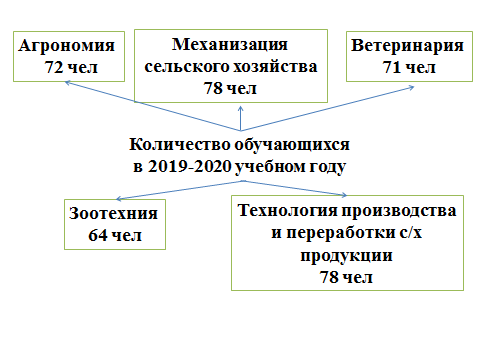 Агрономия
72 чел
Механизация
сельского хозяйства
78 чел
Ветеринария
71 чел
Количество обучающихся
в 2019-2020 учебном году
Зоотехния
64 чел
Технология производства
и переработки с/х
продукции
78 чел